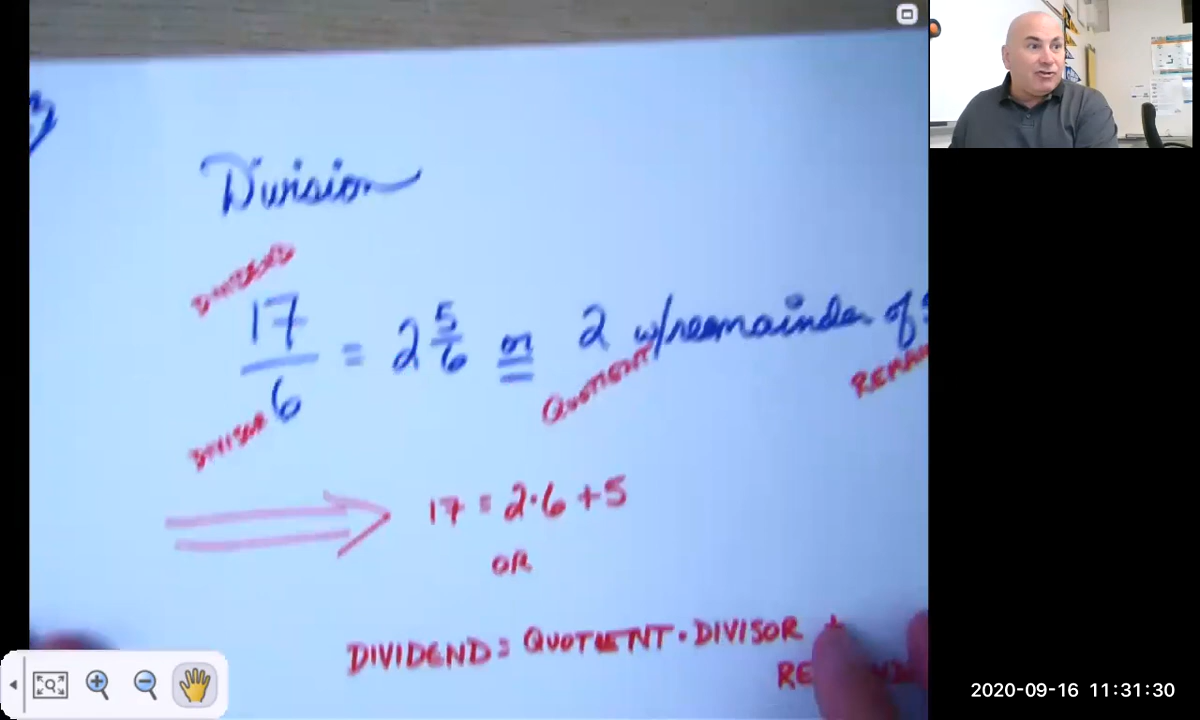 Division
DIVIDEND
17/6 = 2 5/6 or 2 w/remainder of
QUOTIENT
DIVISOR
17 = 2·6 + 5
OR
DIVIDEND = QUOTIENT · DIVISOR +
2020-09-16 11:31:30